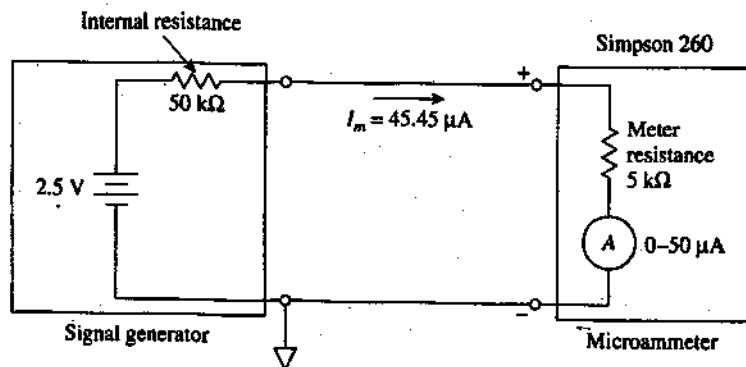 Internal resistance
Simpson 260
50 kΩ
+
I_m = 45.45 μA
Meter
resistance
5 kΩ
2.5 V
A
0–50 μA
−
Signal generator
Microammeter